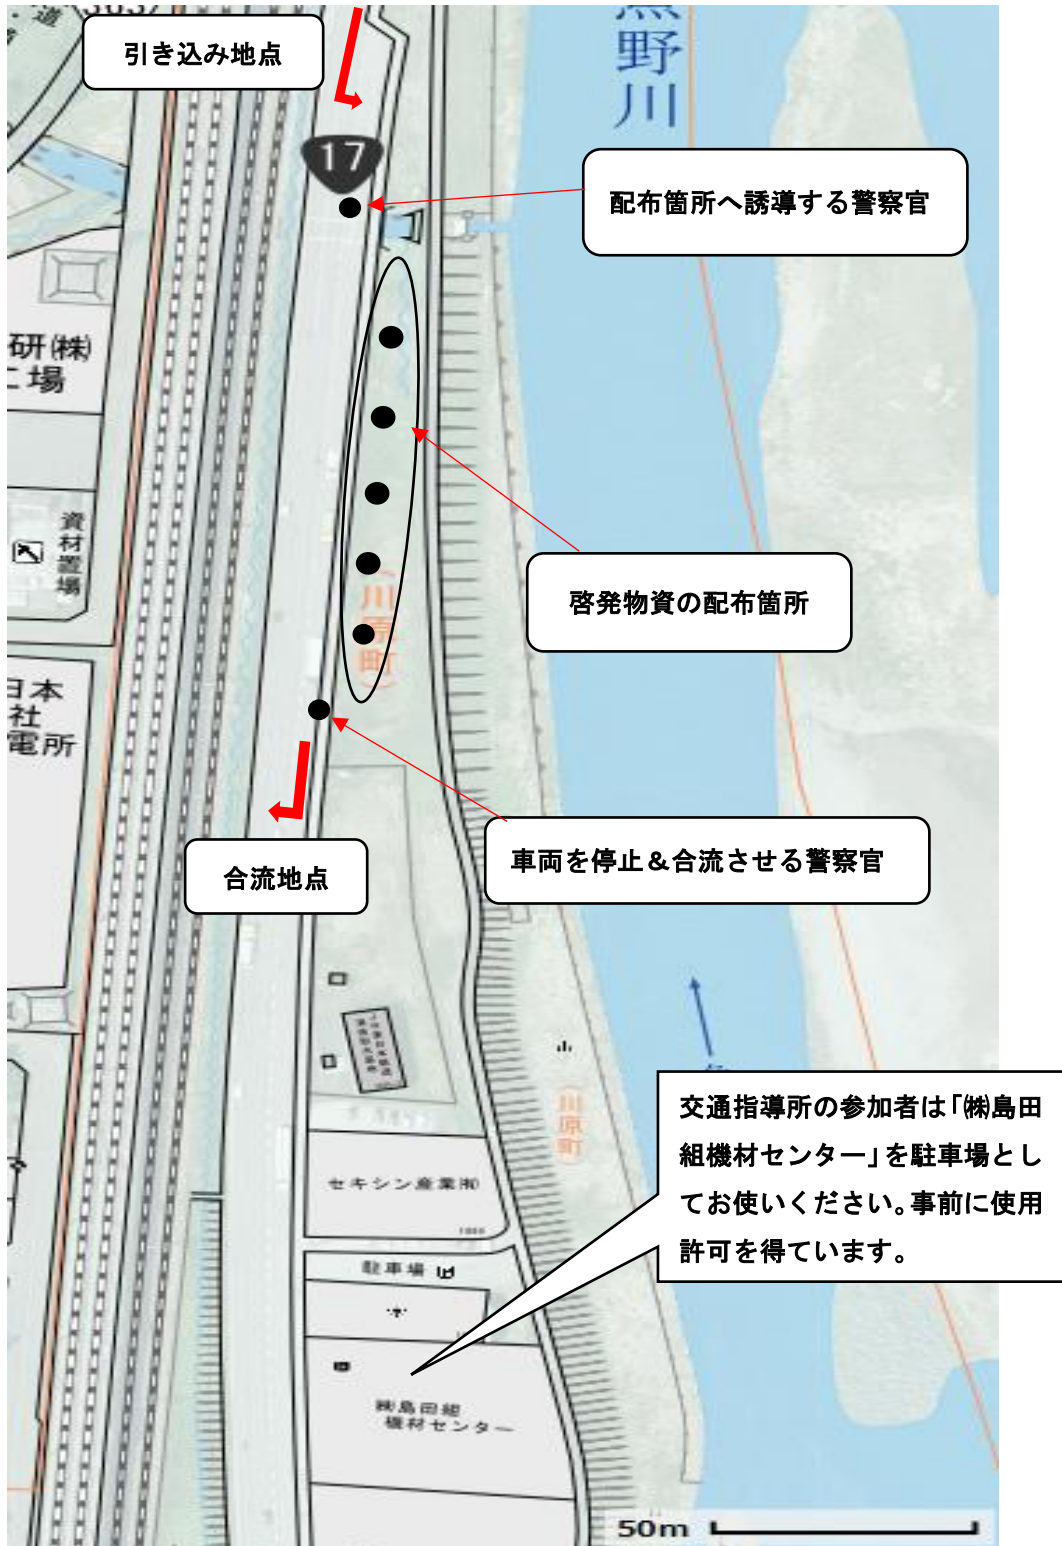 道
引き込み地点
野川
17
配布箇所へ誘導する警察官
研㈱
工場
資材置場
啓発物資の配布箇所
(川原町)
日本
社
電所
車両を停止＆合流させる警察官
合流地点
(川原町)
交通指導所の参加者は「㈱島田
組機材センター」を駐車場とし
てお使いください。事前に使用
許可を得ています。
セキシン産業㈲
駐車場
㈱島田組
機材センター
50m